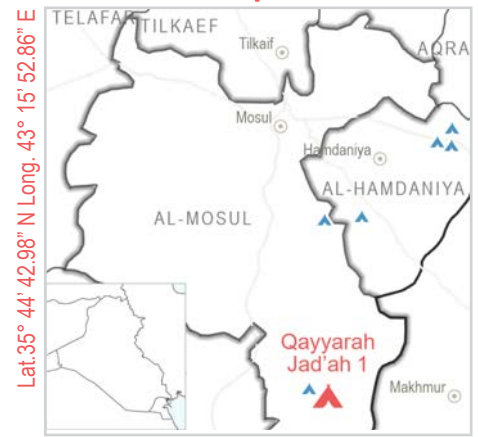 Lat.35° 44’ 42.98” N Long. 43° 15’ 52.86” E
TELAFAR
TILKAEF
Tilkaif
AQRA
Mosul
Hamdaniya
AL-HAMDANIYA
AL-MOSUL
Qayyarah
Jad’ah 1
Makhmur